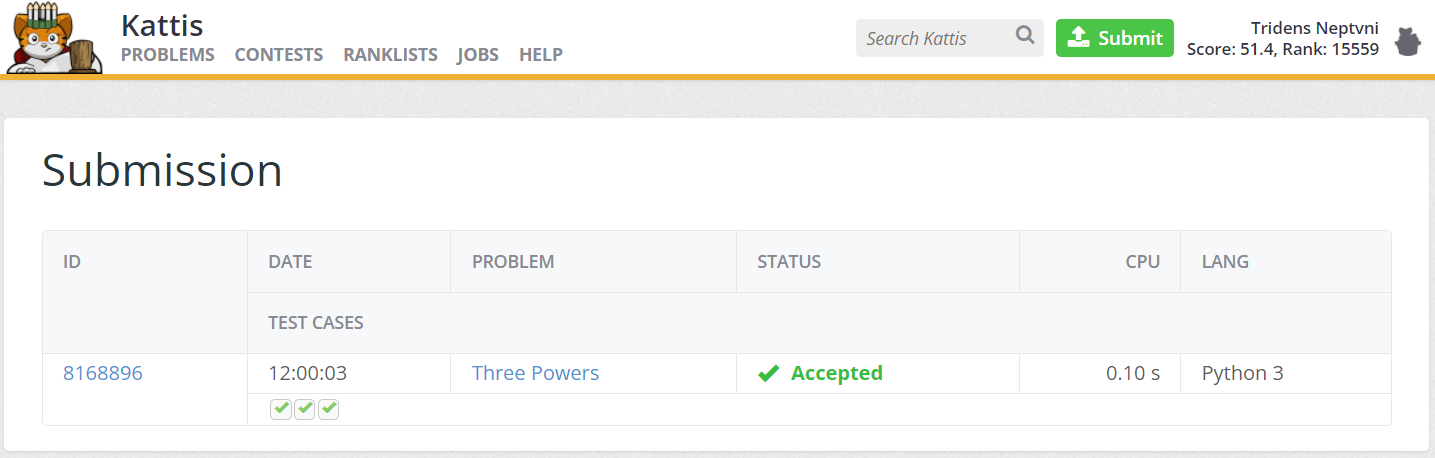 Kattis
PROBLEMS CONTESTS RANKLISTS JOBS HELP
Search Kattis
Submit
Tridens Neptvni
Score: 51.4, Rank: 15559
Submission
ID DATE PROBLEM STATUS CPU LANG
TEST CASES
8168896 12:00:03 Three Powers Accepted 0.10 s Python 3